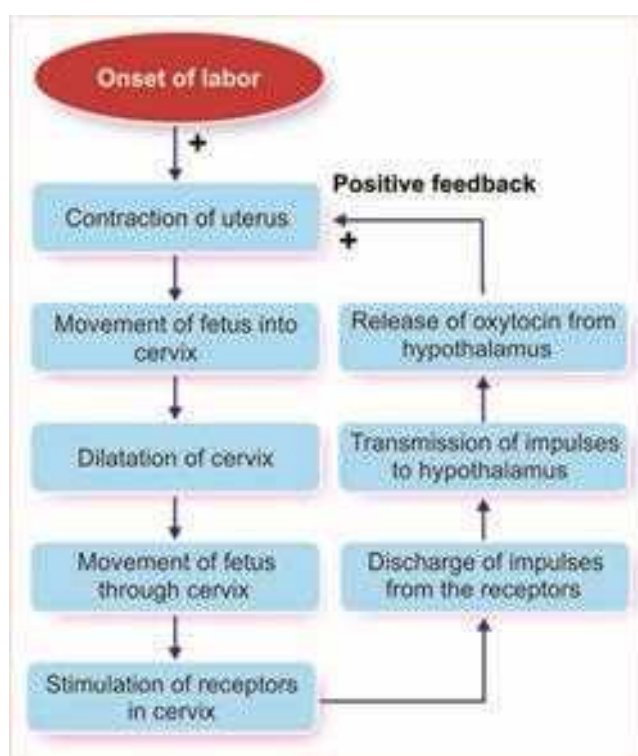 Onset of labor
+
Contraction of uterus
Positive feedback
+
Movement of fetus into
cervix
Dilatation of cervix
Movement of fetus
through cervix
Stimulation of receptors
in cervix
Discharge of impulses
from the receptors
Transmission of impulses
to hypothalamus
Release of oxytocin from
hypothalamus